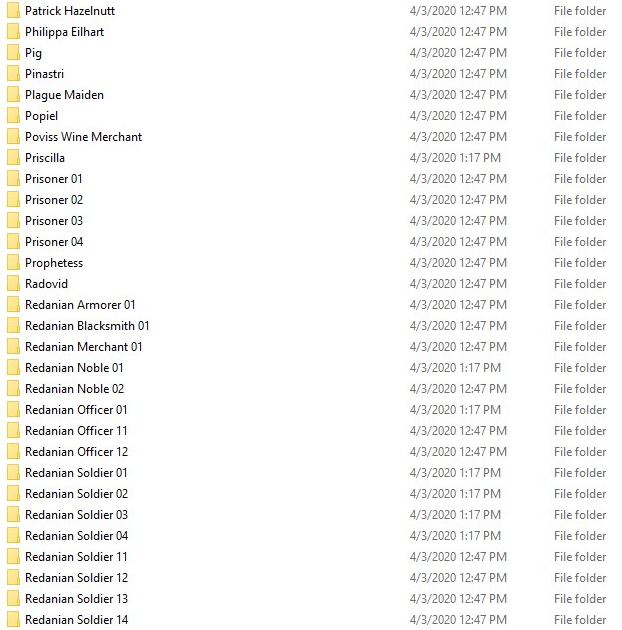 Patrick Hazelnutt 4/3/2020 12:47 PM File folder
Philippa Eilhart 4/3/2020 12:47 PM File folder
Pig 4/3/2020 12:47 PM File folder
Pinastri 4/3/2020 12:47 PM File folder
Plague Maiden 4/3/2020 12:47 PM File folder
Popiel 4/3/2020 12:47 PM File folder
Poviss Wine Merchant 4/3/2020 12:47 PM File folder
Priscilla 4/3/2020 1:17 PM File folder
Prisoner 01 4/3/2020 12:47 PM File folder
Prisoner 02 4/3/2020 12:47 PM File folder
Prisoner 03 4/3/2020 12:47 PM File folder
Prisoner 04 4/3/2020 12:47 PM File folder
Prophetess 4/3/2020 12:47 PM File folder
Radovid 4/3/2020 12:47 PM File folder
Redanian Armorer 01 4/3/2020 12:47 PM File folder
Redanian Blacksmith 01 4/3/2020 12:47 PM File folder
Redanian Merchant 01 4/3/2020 12:47 PM File folder
Redanian Noble 01 4/3/2020 1:17 PM File folder
Redanian Noble 02 4/3/2020 12:47 PM File folder
Redanian Officer 01 4/3/2020 1:17 PM File folder
Redanian Officer 11 4/3/2020 12:47 PM File folder
Redanian Officer 12 4/3/2020 12:47 PM File folder
Redanian Soldier 01 4/3/2020 1:17 PM File folder
Redanian Soldier 02 4/3/2020 1:17 PM File folder
Redanian Soldier 03 4/3/2020 1:17 PM File folder
Redanian Soldier 04 4/3/2020 1:17 PM File folder
Redanian Soldier 11 4/3/2020 12:47 PM File folder
Redanian Soldier 12 4/3/2020 12:47 PM File folder
Redanian Soldier 13 4/3/2020 12:47 PM File folder
Redanian Soldier 14 4/3/2020 12:47 PM File folder